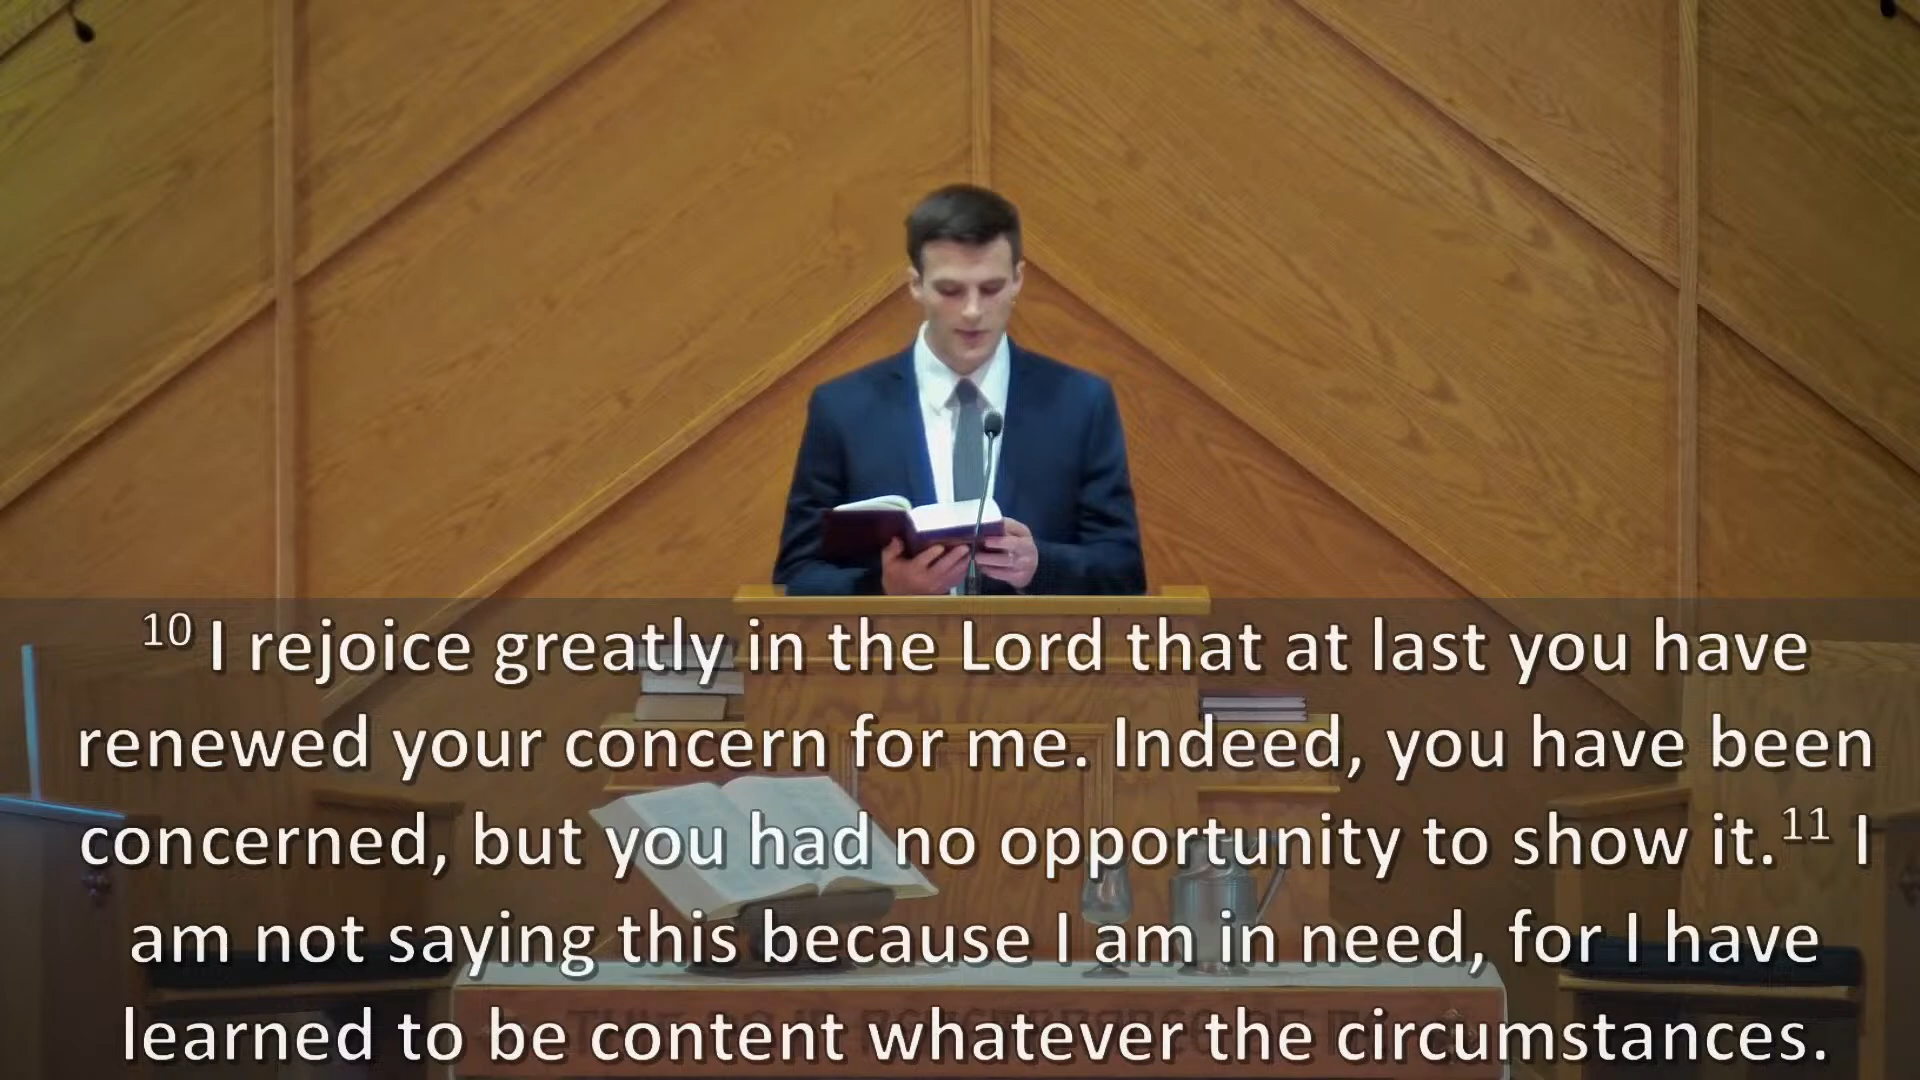 10 I rejoice greatly in the Lord that at last you have
renewed your concern for me. Indeed, you have been
concerned, but you had no opportunity to show it.11 I
am not saying this because I am in need, for I have
learned to be content whatever the circumstances.